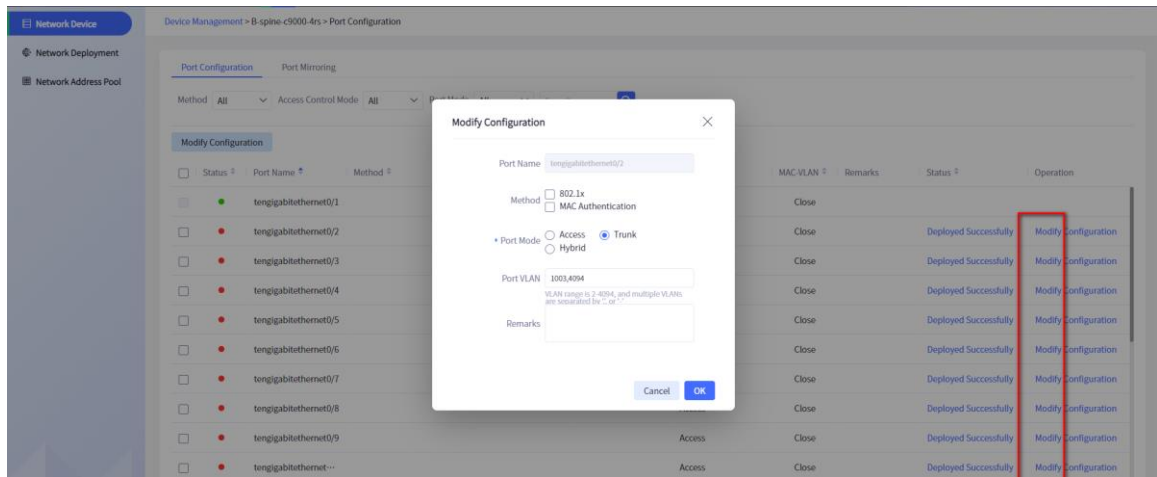 Network Device
Device Management > B-spine-c9000-4rs > Port Configuration
Network Deployment
Network Address Pool
Port Configuration Port Mirroring
Method All Access Control Mode All
Modify Configuration
Status Port Name Method MAC-VLAN Remarks Status Operation
tengigabitethernet0/1 Close
tengigabitethernet0/2 Close Deployed Successfully Modify Configuration
tengigabitethernet0/3 Close Deployed Successfully Modify Configuration
tengigabitethernet0/4 Close Deployed Successfully Modify Configuration
tengigabitethernet0/5 Close Deployed Successfully Modify Configuration
tengigabitethernet0/6 Close Deployed Successfully Modify Configuration
tengigabitethernet0/7 Close Deployed Successfully Modify Configuration
tengigabitethernet0/8 Close Deployed Successfully Modify Configuration
tengigabitethernet0/9 Access Close Deployed Successfully Modify Configuration
tengigabitethernet··· Access Close Deployed Successfully Modify Configuration
Modify Configuration
Port Name tengigabitethernet0/2
Method 802.1x
MAC Authentication
* Port Mode Access Trunk
Hybrid
Port VLAN 1003,4094
VLAN range is 2-4094, and multiple VLANs
are separated by
Remarks
Cancel OK